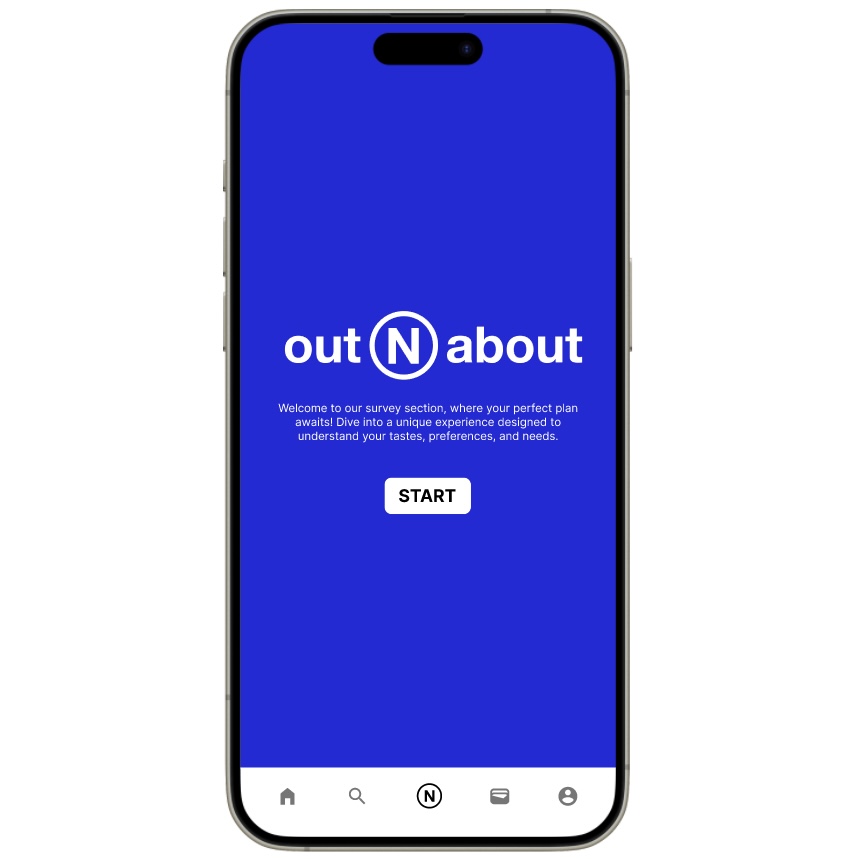 out N about
Welcome to our survey section, where your perfect plan
awaits! Dive into a unique experience designed to
understand your tastes, preferences, and needs.
START
N